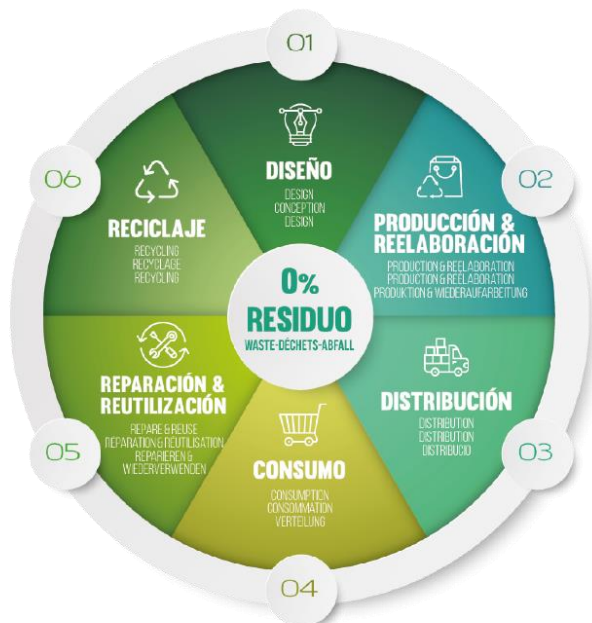 01
DISEÑO
DESIGN
CONCEPTION
DESIGN
02
PRODUCCIÓN &
REELABORACIÓN
PRODUCTION & REELABORATION
PRODUCTION & RÉÉLABORATION
PRODUKTION & WIEDERAUFARBEITUNG
03
DISTRIBUCIÓN
DISTRIBUTION
DISTRIBUTION
DISTRIBUCIO
04
CONSUMO
CONSUMPTION
CONSOMMATION
VERTEILUNG
05
REPARACIÓN &
REUTILIZACIÓN
REPARE & REUSE
REPARATION & REUTILISATION
REPARIEREN &
WIEDERVERWENDEN
06
RECICLAJE
RECYCLING
RECYCLAGE
RECYCLING
0%
RESIDUO
WASTE-DÉCHETS-ABFALL